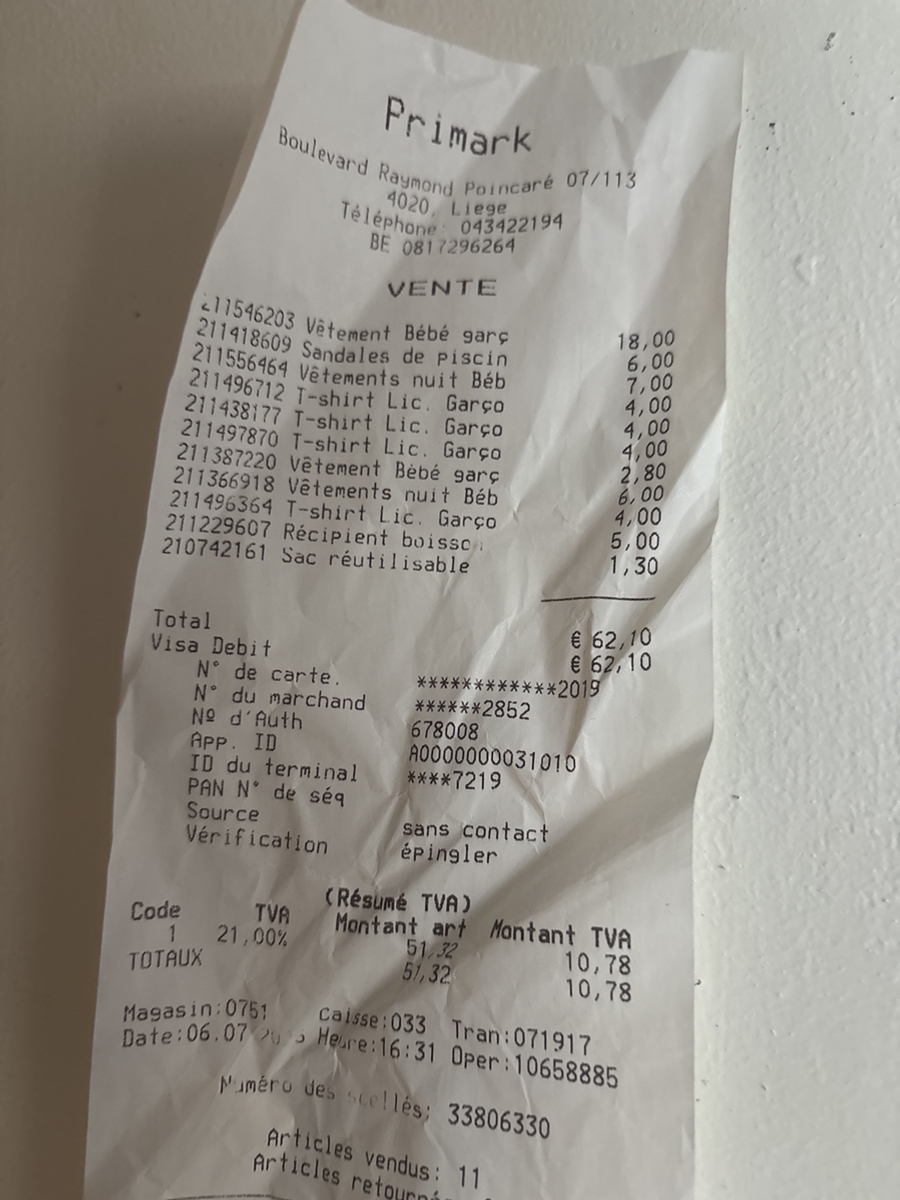 Primark
Boulevard Raymond Poincaré 07/113
4020, Liege
Téléphone: 043422194
BE 0817296264
VENTE
211546203 Vêtement Bébé garç 18,00
211418609 Sandales de piscin 6,00
211556464 Vêtements nuit Béb 7,00
211496712 T-shirt Lic. Garço 4,00
211438177 T-shirt Lic. Garço 4,00
211497870 T-shirt Lic. Garço 4,00
211387220 Vêtement Bébé garç 2,80
211366918 Vêtements nuit Béb 6,00
211496364 T-shirt Lic. Garço 4,00
211229607 Récipient boisso 5,00
210742161 Sac réutilisable 1,30
Total € 62,10
Visa Debit € 62,10
N° de carte. ************2019
N° du marchand ******2852
Nº d'Auth 678008
App. ID A0000000031010
ID du terminal ****7219
PAN N° de séq
Source sans contact
Vérification épingler
(Résumé TVA)
Code TVA Montant art Montant TVA
1 21,00% 51,32 10,78
TOTAUX 51,32 10,78
Magasin:0751 Caisse:033 Tran:071917
Date:06.07 Heure:16:31 Oper:10658885
Numéro des scellés: 33806330
Articles vendus: 11
Articles